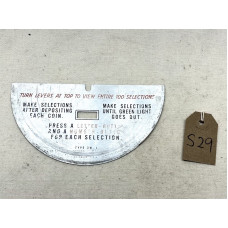 TURN LEVERS AT TOP TO VIEW ENTIRE 100 SELECTIONS
MAKE SELECTIONS
AFTER DEPOSITING
EACH COIN.
MAKE SELECTIONS
UNTIL GREEN LIGHT
GOES OUT.
PRESS A
AND A
FOR EACH SELECTION.
S29